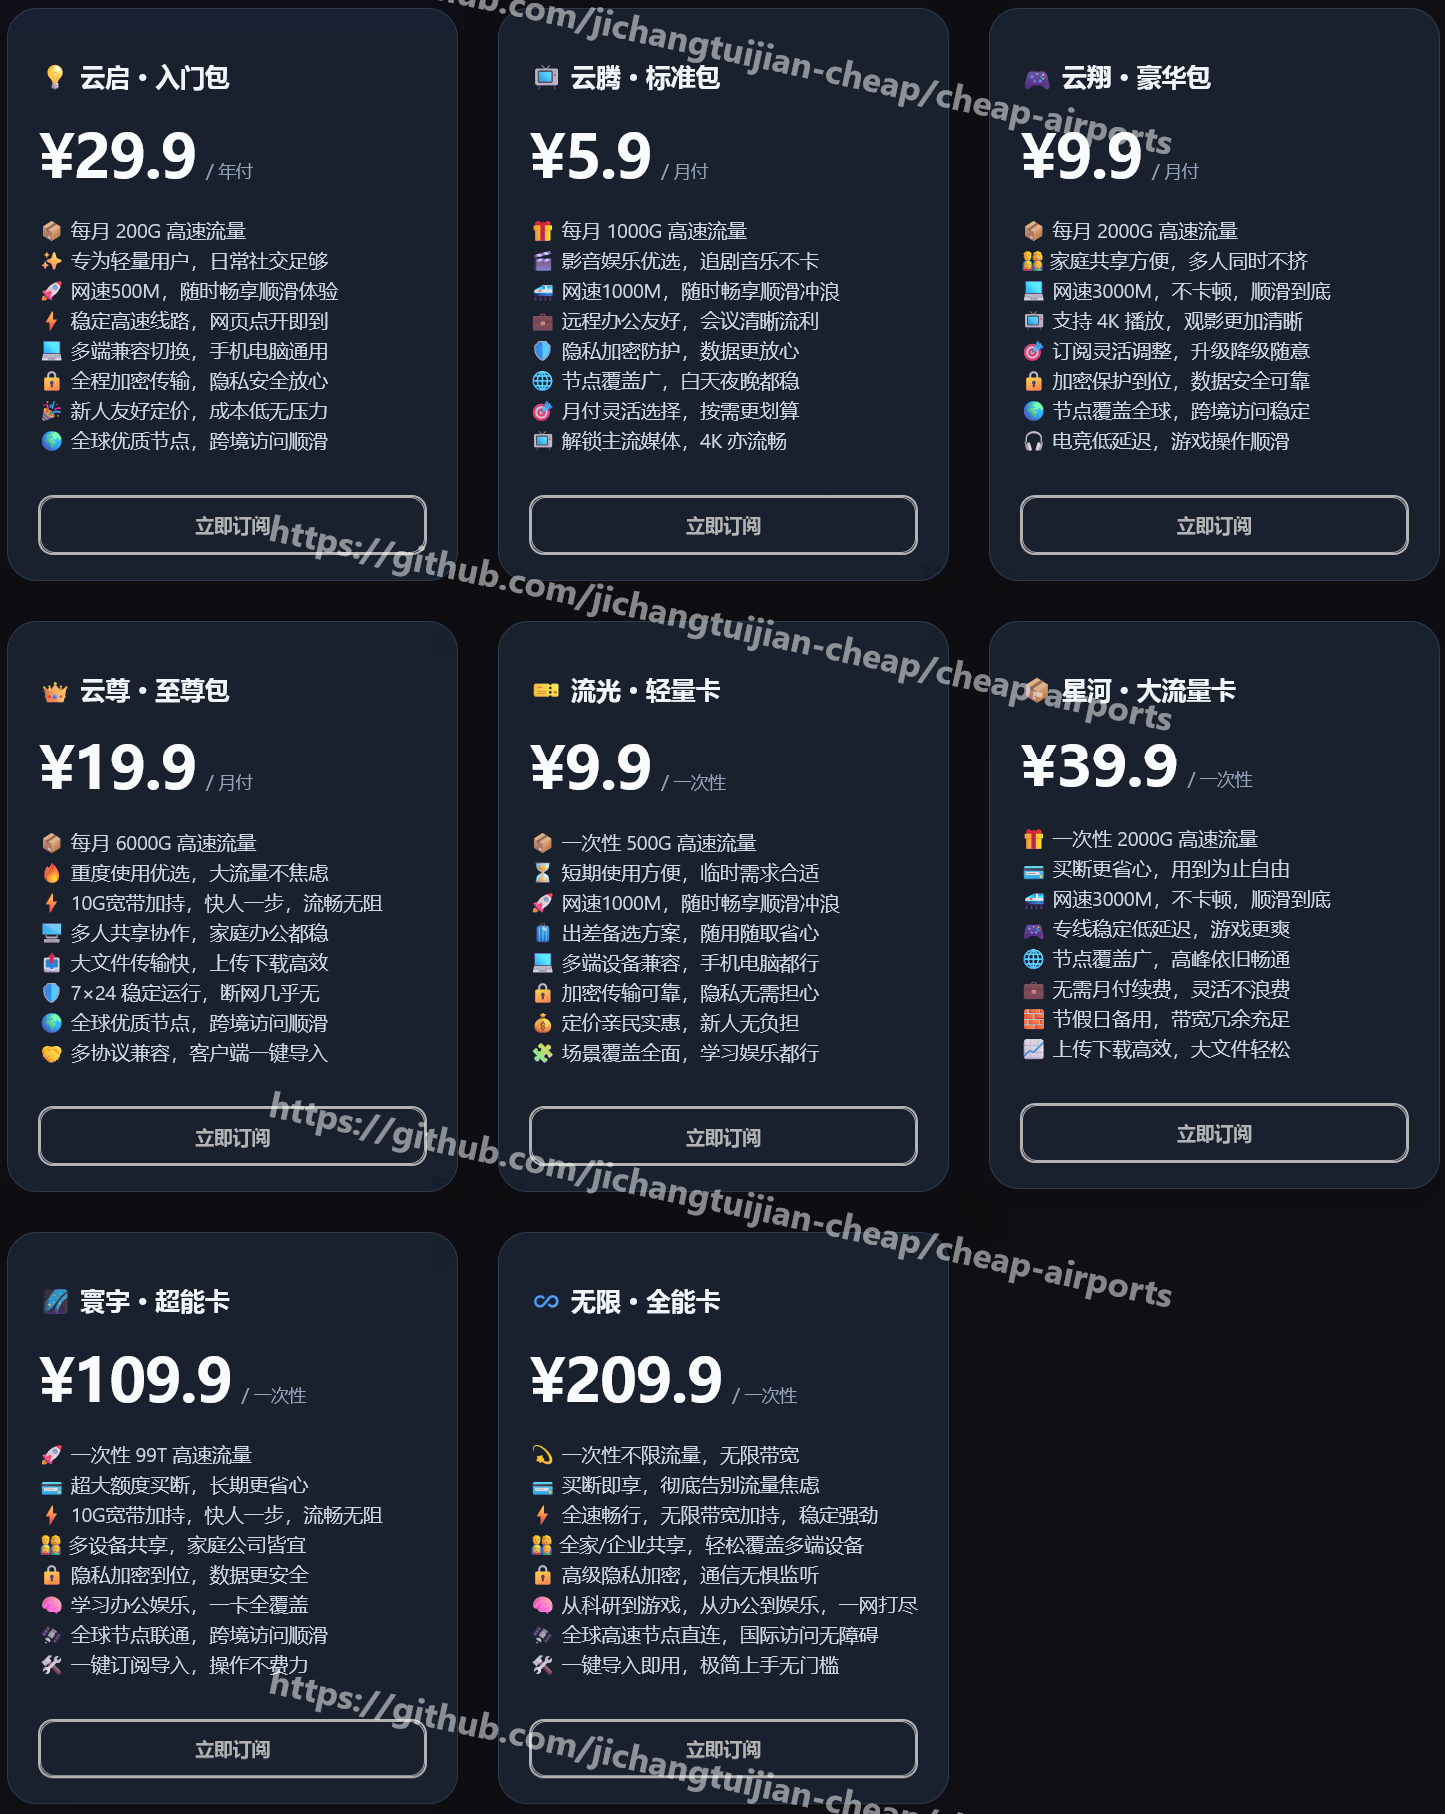 云启・入门包
¥29.9 / 年付
每月 200G 高速流量
专为轻量用户，日常社交足够
网速500M，随时畅享顺滑体验
稳定高速线路，网页点开即到
多端兼容切换，手机电脑通用
全程加密传输，隐私安全放心
新人友好定价，成本低无压力
全球优质节点，跨境访问顺滑
立即订阅
云腾・标准包
¥5.9 / 月付
每月 1000G 高速流量
影音娱乐优选，追剧音乐不卡
网速1000M，随时畅享顺滑冲浪
远程办公友好，会议清晰流利
隐私加密防护，数据更放心
节点覆盖广，白天夜晚都稳
月付灵活选择，按需更划算
解锁主流媒体，4K 亦流畅
立即订阅
云翔・豪华包
¥9.9 / 月付
每月 2000G 高速流量
家庭共享方便，多人同时不挤
网速3000M，不卡顿，顺滑到底
支持 4K 播放，观影更加清晰
订阅灵活调整，升级降级随意
加密保护到位，数据安全可靠
节点覆盖全球，跨境访问稳定
电竞低延迟，游戏操作顺滑
立即订阅
ub.com/jichangtuijian-cheap/cheap-airports
云尊・至尊包
¥19.9 / 月付
每月 6000G 高速流量
重度使用优选，大流量不焦虑
10G宽带加持，快人一步，流畅无阻
多人共享协作，家庭办公都稳
大文件传输快，上传下载高效
7×24 稳定运行，断网几乎无
全球优质节点，跨境访问顺滑
多协议兼容，客户端一键导入
立即订阅
流光・轻量卡
¥9.9 / 一次性
一次性 500G 高速流量
短期使用方便，临时需求合适
网速1000M，随时畅享顺滑冲浪
出差备选方案，随用随取省心
多端设备兼容，手机电脑都行
加密传输可靠，隐私无需担心
定价亲民实惠，新人无负担
场景覆盖全面，学习娱乐都行
立即订阅
星河・大流量卡
¥39.9 / 一次性
一次性 2000G 高速流量
买断更省心，用到为止自由
网速3000M，不卡顿，顺滑到底
专线稳定低延迟，游戏更爽
节点覆盖广，高峰依旧畅通
无需月付续费，灵活不浪费
节假日备用，带宽冗余充足
上传下载高效，大文件轻松
立即订阅
https://github.com/jichangtuijian-cheap/cheap-airports
寰宇・超能卡
¥109.9 / 一次性
一次性 99T 高速流量
超大额度买断，长期更省心
10G宽带加持，快人一步，流畅无阻
多设备共享，家庭公司皆宜
隐私加密到位，数据更安全
学习办公娱乐，一卡全覆盖
全球节点联通，跨境访问顺滑
一键订阅导入，操作不费力
立即订阅
无限・全能卡
¥209.9 / 一次性
一次性不限流量，无限带宽
买断即享，彻底告别流量焦虑
全速畅行，无限带宽加持，稳定强劲
全家/企业共享，轻松覆盖多端设备
高级隐私加密，通信无惧监听
从科研到游戏，从办公到娱乐，一网打尽
全球高速节点直连，国际访问无障碍
一键导入即用，极简上手无门槛
立即订阅
https://github.com/jichangtuijian-cheap/cheap-airports
https://github.com/jichangtuijian-cheap/